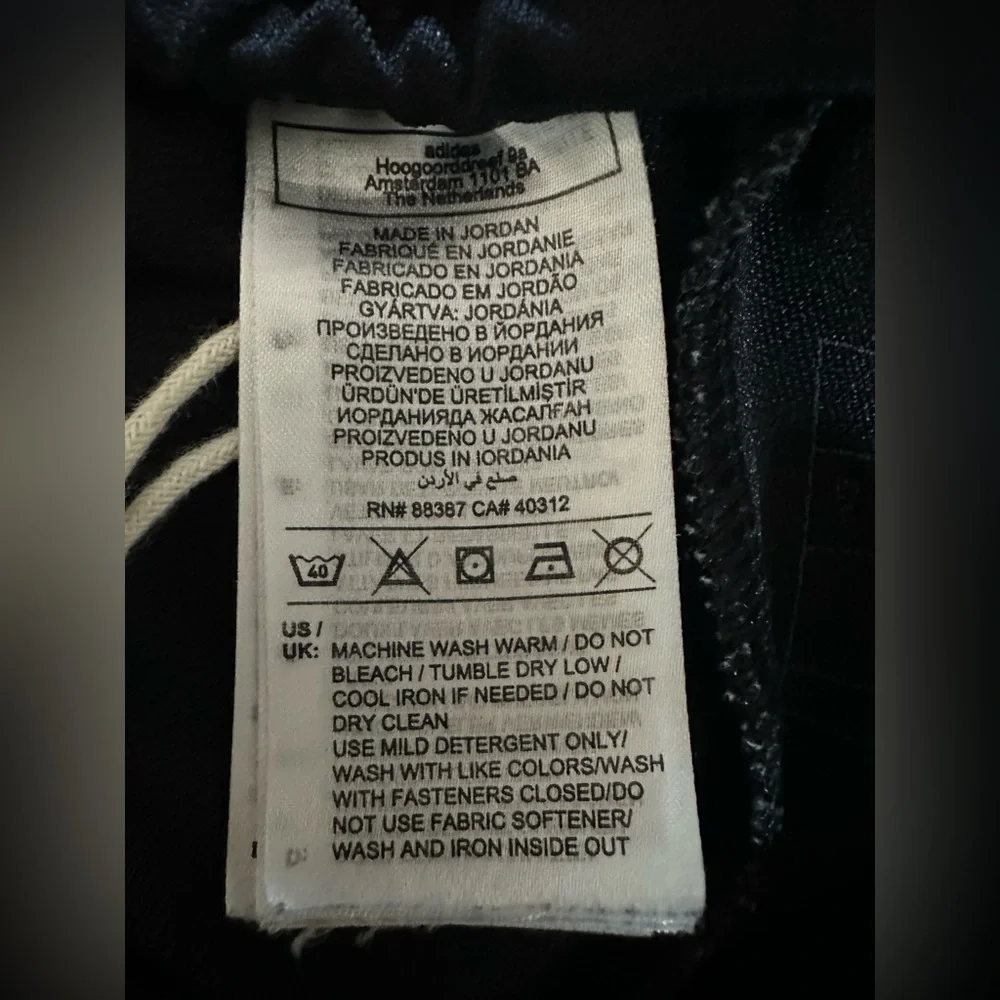 adidas
Hoogoorddreef 9a
Amsterdam 1101 BA
The Netherlands
MADE IN JORDAN
FABRIQUÉ EN JORDANIE
FABRICADO EN JORDANIA
FABRICADO EM JORDÃO
GYÁRTVA: JORDÁNIA
ПРОИЗВЕДЕНО В ЙОРДАНИЯ
СДЕЛАНО В ИОРДАНИИ
PROIZVEDENO U JORDANU
ÜRDÜN'DE ÜRETİLMİŞTİR
ИОРДАНИЯДА ЖАСАЛҒАН
PROIZVEDENO U JORDANU
PRODUS IN IORDANIA
صنع في الأردن
RN# 88387 CA# 40312
40
US /
UK: MACHINE WASH WARM / DO NOT
BLEACH / TUMBLE DRY LOW /
COOL IRON IF NEEDED / DO NOT
DRY CLEAN
USE MILD DETERGENT ONLY/
WASH WITH LIKE COLORS/WASH
WITH FASTENERS CLOSED/DO
NOT USE FABRIC SOFTENER/
WASH AND IRON INSIDE OUT